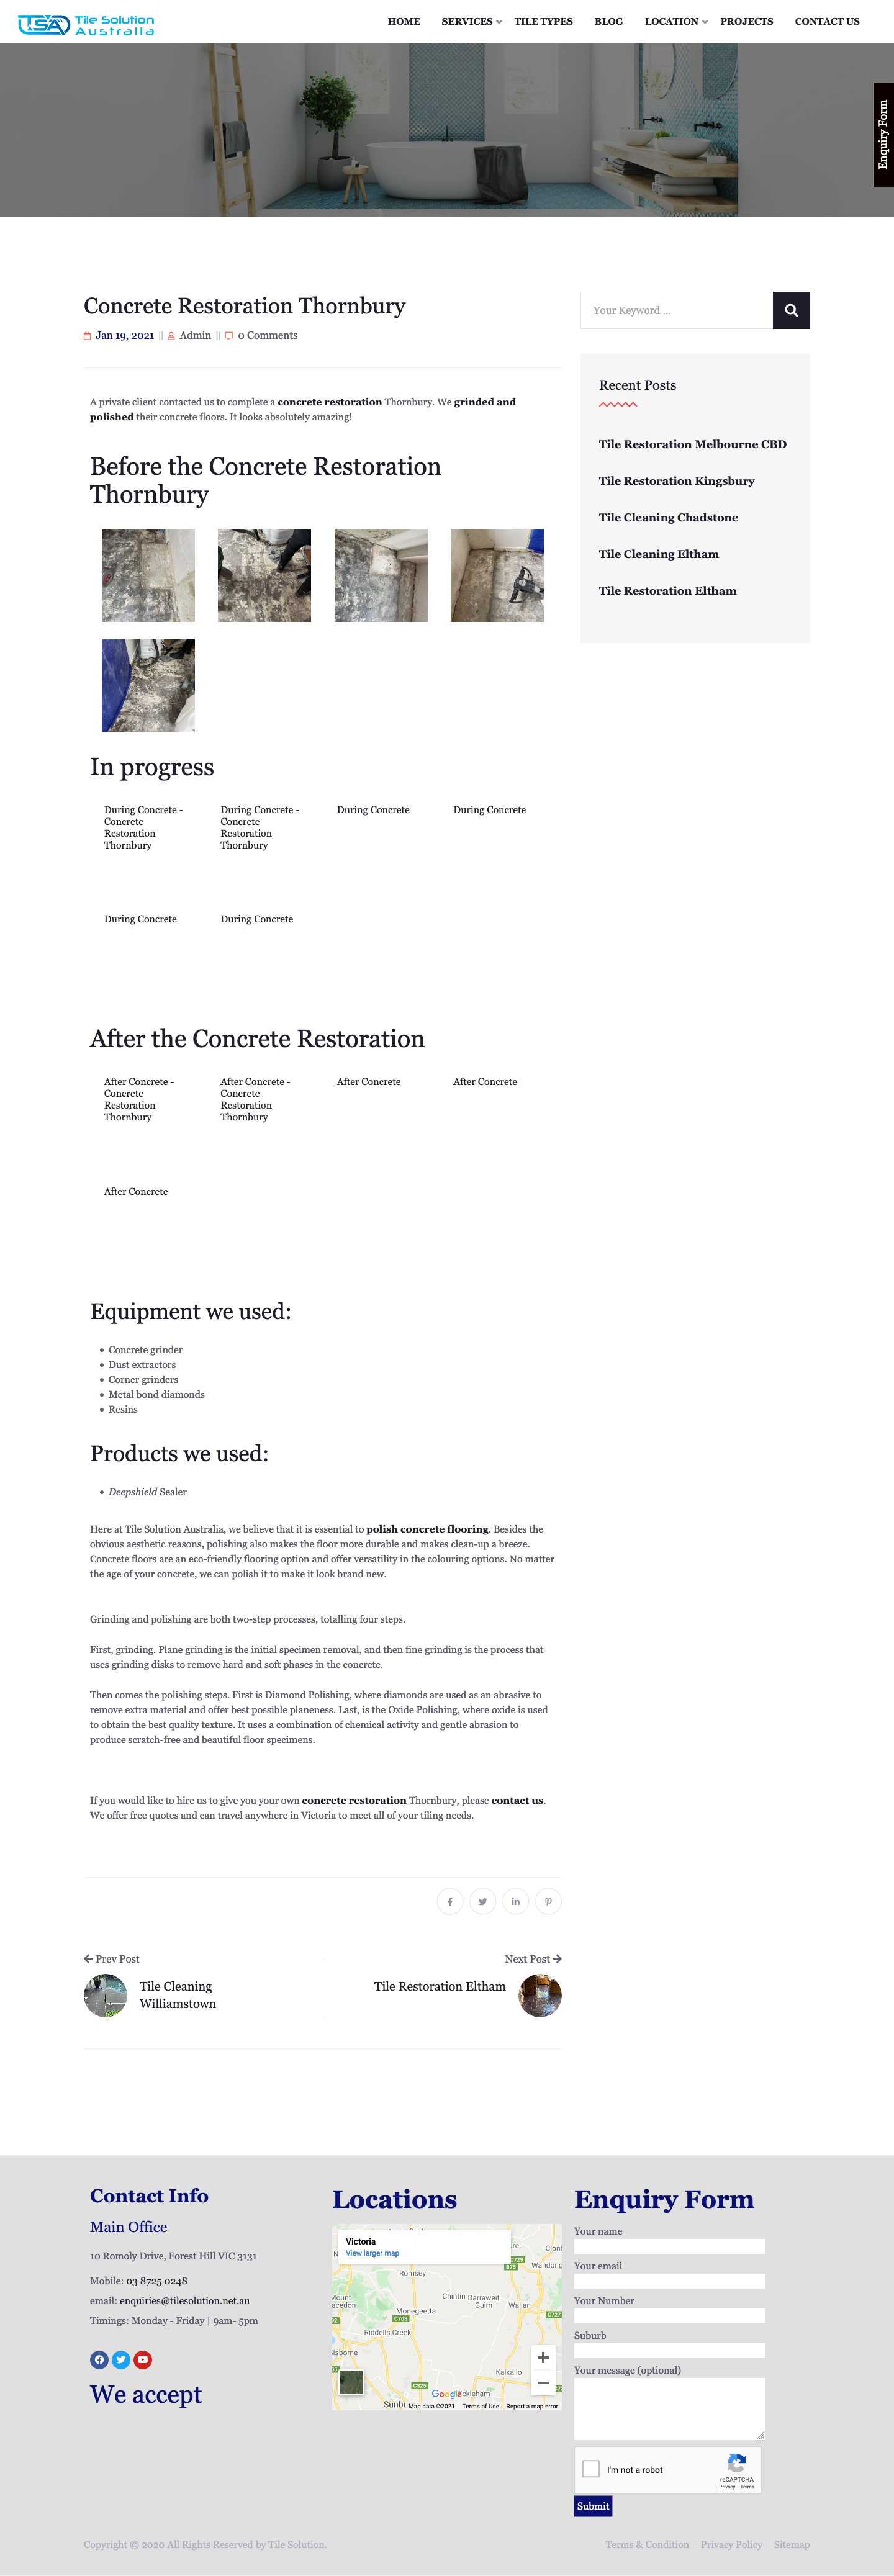 TSA Tile Solution
Australia
HOME SERVICES TILE TYPES BLOG LOCATION PROJECTS CONTACT US
Enquiry Form
Concrete Restoration Thornbury
Jan 19, 2021 || Admin || 0 Comments
Your Keyword ...
Recent Posts
Tile Restoration Melbourne CBD
Tile Restoration Kingsbury
Tile Cleaning Chadstone
Tile Cleaning Eltham
Tile Restoration Eltham
A private client contacted us to complete a concrete restoration Thornbury. We grinded and
polished their concrete floors. It looks absolutely amazing!
Before the Concrete Restoration
Thornbury
In progress
During Concrete -
Concrete
Restoration
Thornbury
During Concrete -
Concrete
Restoration
Thornbury
During Concrete
During Concrete
During Concrete
During Concrete
After the Concrete Restoration
After Concrete -
Concrete
Restoration
Thornbury
After Concrete -
Concrete
Restoration
Thornbury
After Concrete
After Concrete
After Concrete
Equipment we used:
Concrete grinder
Dust extractors
Corner grinders
Metal bond diamonds
Resins
Products we used:
Deepshield Sealer
Here at Tile Solution Australia, we believe that it is essential to polish concrete flooring. Besides the
obvious aesthetic reasons, polishing also makes the floor more durable and makes clean-up a breeze.
Concrete floors are an eco-friendly flooring option and offer versatility in the colouring options. No matter
the age of your concrete, we can polish it to make it look brand new.
Grinding and polishing are both two-step processes, totalling four steps.
First, grinding. Plane grinding is the initial specimen removal, and then fine grinding is the process that
uses grinding disks to remove hard and soft phases in the concrete.
Then comes the polishing steps. First is Diamond Polishing, where diamonds are used as an abrasive to
remove extra material and offer best possible planeness. Last, is the Oxide Polishing, where oxide is used
to obtain the best quality texture. It uses a combination of chemical activity and gentle abrasion to
produce scratch-free and beautiful floor specimens.
If you would like to hire us to give you your own concrete restoration Thornbury, please contact us.
We offer free quotes and can travel anywhere in Victoria to meet all of your tiling needs.
Prev Post
Tile Cleaning
Williamstown
Next Post
Tile Restoration Eltham
Contact Info
Main Office
10 Romoly Drive, Forest Hill VIC 3131
Mobile: 03 8725 0248
email: enquiries@tilesolution.net.au
Timings: Monday - Friday | 9am- 5pm
We accept
Locations
Victoria
View larger map
C729
B75
Romsey
Wandong
Chintin Darraweit
Guim
Wallan
Monegeetta
C708
C727
Riddells Creek
Kalkallo
C525
Google
Map data ©2021 Terms of Use Report a map error
Enquiry Form
Your name
Your email
Your Number
Suburb
Your message (optional)
I'm not a robot
reCAPTCHA
Privacy - Terms
Submit
Copyright © 2020 All Rights Reserved by Tile Solution.
Terms & Condition Privacy Policy Sitemap